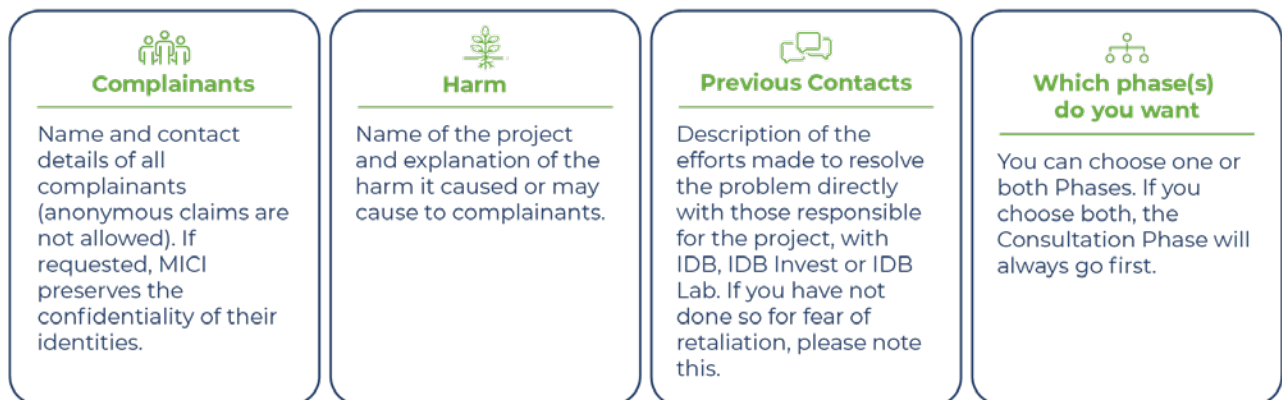 Complainants
Name and contact
details of all
complainants
(anonymous claims are
not allowed). If
requested, MICI
preserves the
confidentiality of their
identities.
Harm
Name of the project
and explanation of the
harm it caused or may
cause to complainants.
Previous Contacts
Description of the
efforts made to resolve
the problem directly
with those responsible
for the project, with
IDB, IDB Invest or IDB
Lab. If you have not
done so for fear of
retaliation, please note
this.
Which phase(s)
do you want
You can choose one or
both Phases. If you
choose both, the
Consultation Phase will
always go first.